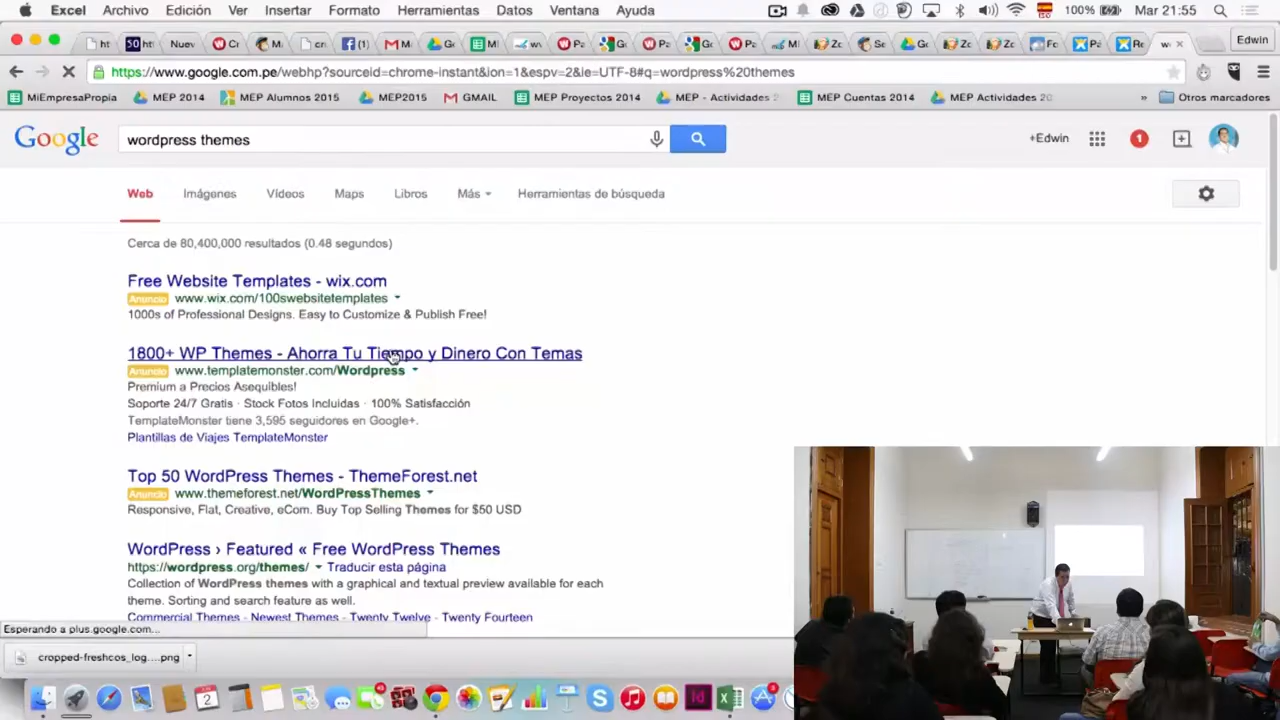 Excel Archivo Edición Ver Insertar Formato Herramientas Datos Ventana Ayuda 100% Mar 21:55
Edwin
https://www.google.com.pe/webhp?sourceid=chrome-instant&ion=1&espv=2&ie=UTF-8#q=wordpress%20themes
MiEmpresaPropia MEP 2014 MEP Alumnos 2015 MEP2015 GMAIL MEP Proyectos 2014 MEP - Actividades MEP Cuentas 2014 MEP Actividades 20 » Otros marcadores
Google wordpress themes +Edwin 1
Web Imágenes Vídeos Maps Libros Más Herramientas de búsqueda
Cerca de 80,400,000 resultados (0.48 segundos)
Free Website Templates - wix.com
Anuncio www.wix.com/100swebsitetemplates
1000s of Professional Designs. Easy to Customize & Publish Free!
1800+ WP Themes - Ahorra Tu Tiempo y Dinero Con Temas
Anuncio www.templatemonster.com/Wordpress
Premium a Precios Asequibles!
Soporte 24/7 Gratis · Stock Fotos Incluidas · 100% Satisfacción
TemplateMonster tiene 3,595 seguidores en Google+.
Plantillas de Viajes TemplateMonster
Top 50 WordPress Themes - ThemeForest.net
Anuncio www.themeforest.net/WordPressThemes
Responsive, Flat, Creative, eCom. Buy Top Selling Themes for $50 USD
WordPress › Featured « Free WordPress Themes
https://wordpress.org/themes/ Traducir esta página
Collection of WordPress themes with a graphical and textual preview available for each
theme. Sorting and search feature as well.
Commercial Themes - Newest Themes - Twenty Twelve - Twenty Fourteen
Esperando a plus.google.com...
cropped-freshcos_log....png